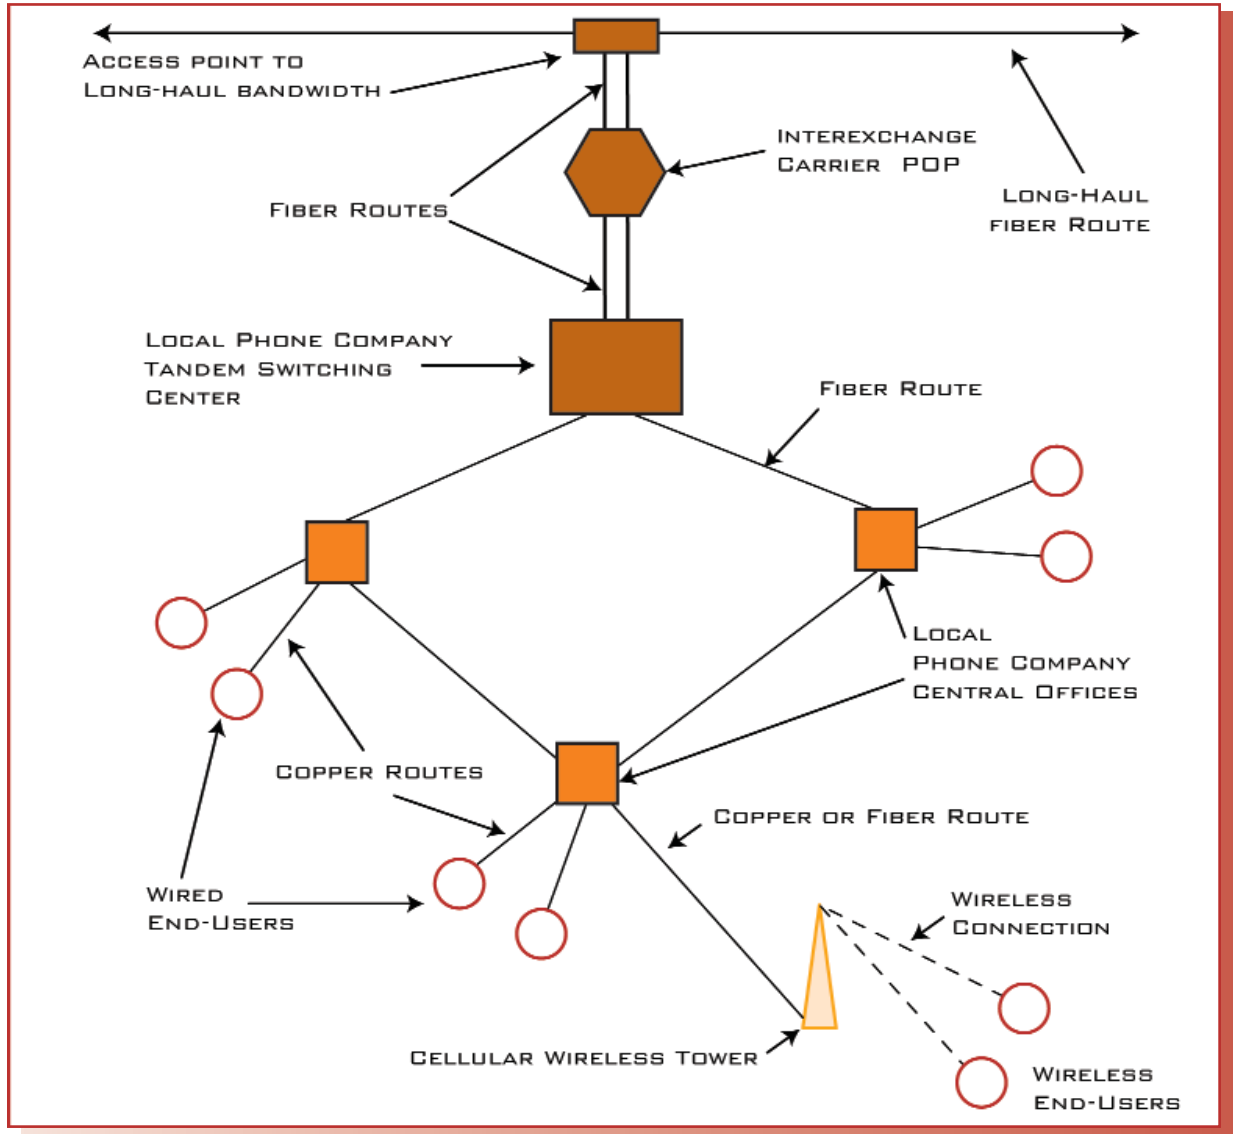 Access point to
Long-haul bandwidth
Interexchange
Carrier POP
Long-Haul
fiber Route
Fiber Routes
Local Phone Company
Tandem Switching
Center
Fiber Route
Local
Phone Company
Central Offices
Copper Routes
Copper or Fiber Route
Wired
End-Users
Wireless
Connection
Cellular Wireless Tower
Wireless
End-Users